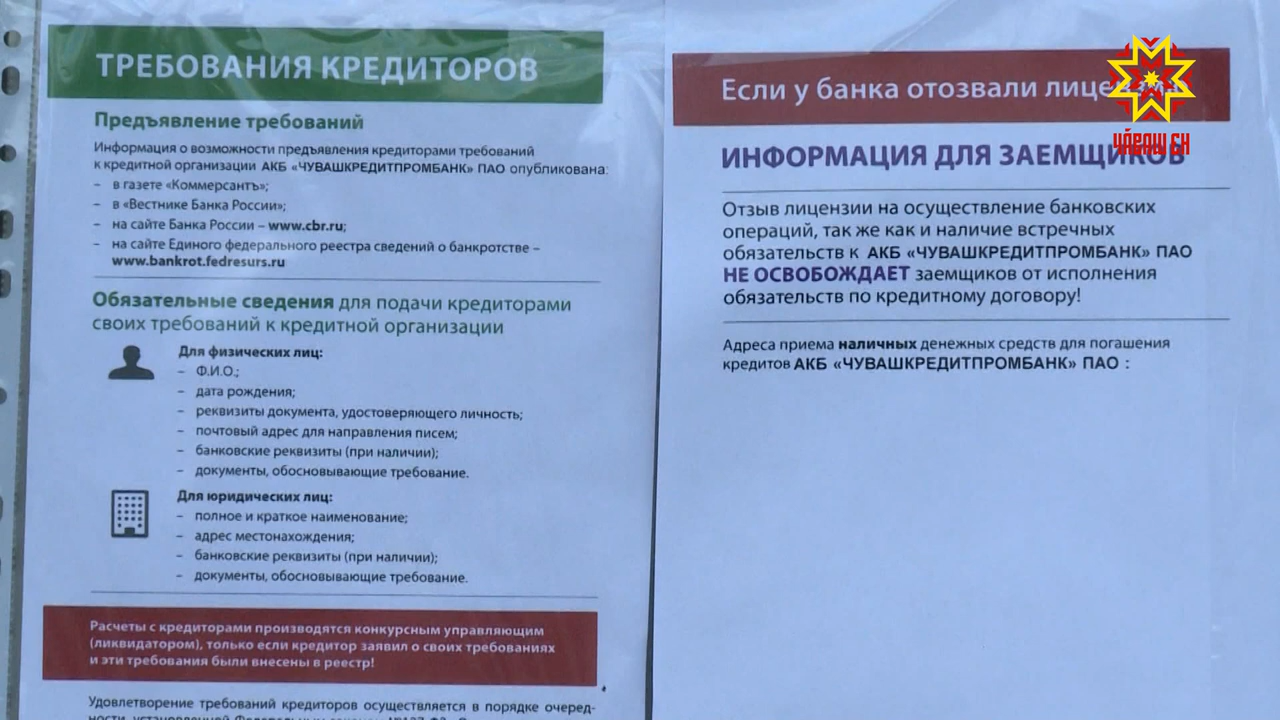 ТРЕБОВАНИЯ КРЕДИТОРОВ
Предъявление требований
Информация о возможности предъявления кредиторами требований
к кредитной организации АКБ «ЧУВАШКРЕДИТПРОМБАНК» ПАО опубликована:
– в газете «Коммерсантъ»;
– в «Вестнике Банка России»;
– на сайте Банка России – www.cbr.ru;
– на сайте Единого федерального реестра сведений о банкротстве –
www.bankrot.fedresurs.ru
Обязательные сведения для подачи кредиторами
своих требований к кредитной организации
Для физических лиц:
– Ф.И.О.;
– дата рождения;
– реквизиты документа, удостоверяющего личность;
– почтовый адрес для направления писем;
– банковские реквизиты (при наличии);
– документы, обосновывающие требование.
Для юридических лиц:
– полное и краткое наименование;
– адрес местонахождения;
– банковские реквизиты (при наличии);
– документы, обосновывающие требование.
Расчеты с кредиторами производятся конкурсным управляющим
(ликвидатором), только если кредитор заявил о своих требованиях
и эти требования были внесены в реестр!
Удовлетворение требований кредиторов осуществляется в порядке очеред-
ности, установленной Федеральным законом
Если у банка отозвали
ИНФОРМАЦИЯ ДЛЯ ЗАЕМЩИКОВ
Отзыв лицензии на осуществление банковских
операций, так же как и наличие встречных
обязательств к АКБ «ЧУВАШКРЕДИТПРОМБАНК» ПАО
НЕ ОСВОБОЖДАЕТ заемщиков от исполнения
обязательств по кредитному договору!
Адреса приема наличных денежных средств для погашения
кредитов АКБ «ЧУВАШКРЕДИТПРОМБАНК» ПАО :
ЧӐВАШ ЕН